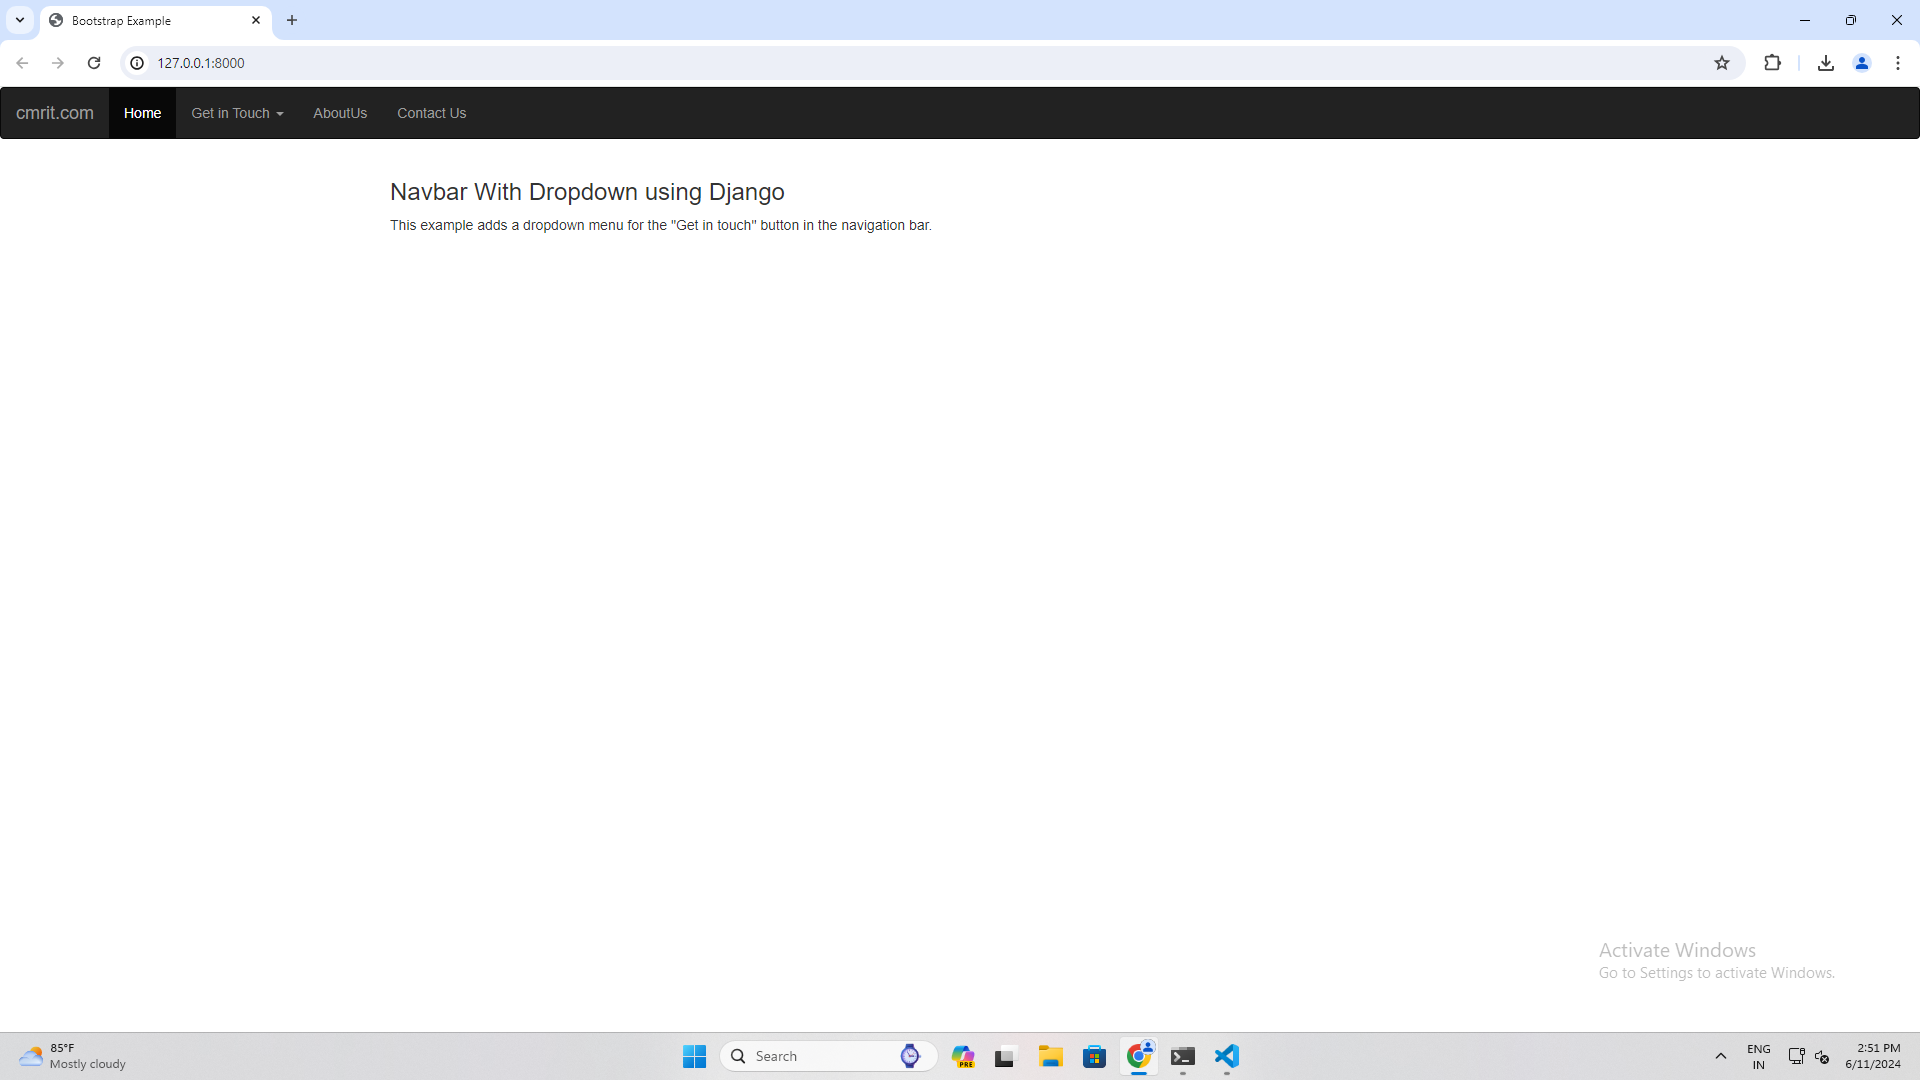 Bootstrap Example
127.0.0.1:8000
cmrit.com Home Get in Touch AboutUs Contact Us
Navbar With Dropdown using Django
This example adds a dropdown menu for the "Get in touch" button in the navigation bar.
Activate Windows
Go to Settings to activate Windows.
85°F
Mostly cloudy
Search
PRE
ENG
IN
2:51 PM
6/11/2024